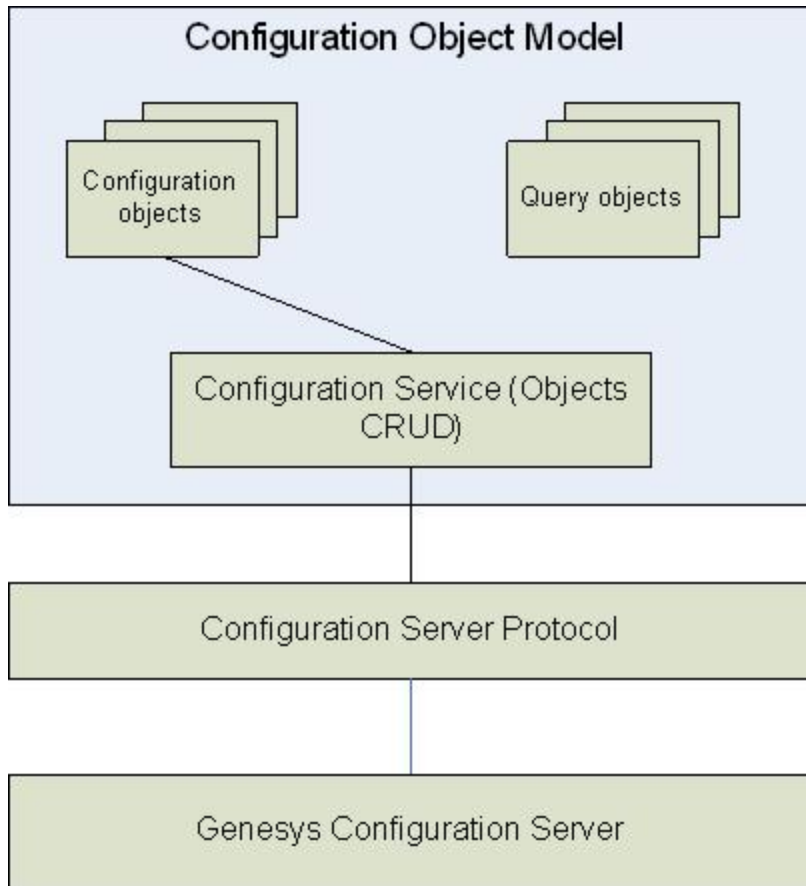 Configuration Object Model
Configuration
objects
Query objects
Configuration Service (Objects
CRUD)
Configuration Server Protocol
Genesys Configuration Server